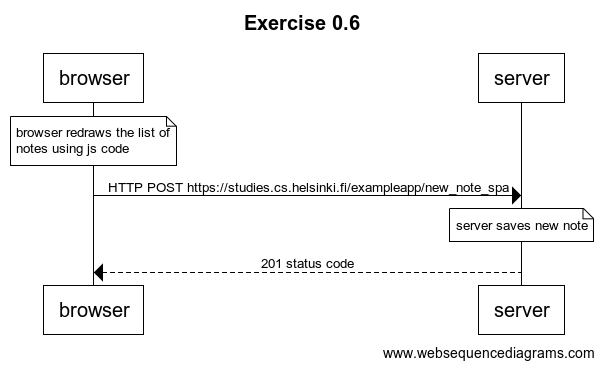 Exercise 0.6
browser
server
browser redraws the list of
notes using js code
HTTP POST https://studies.cs.helsinki.fi/exampleapp/new_note_spa
server saves new note
201 status code
browser
server
www.websequencediagrams.com